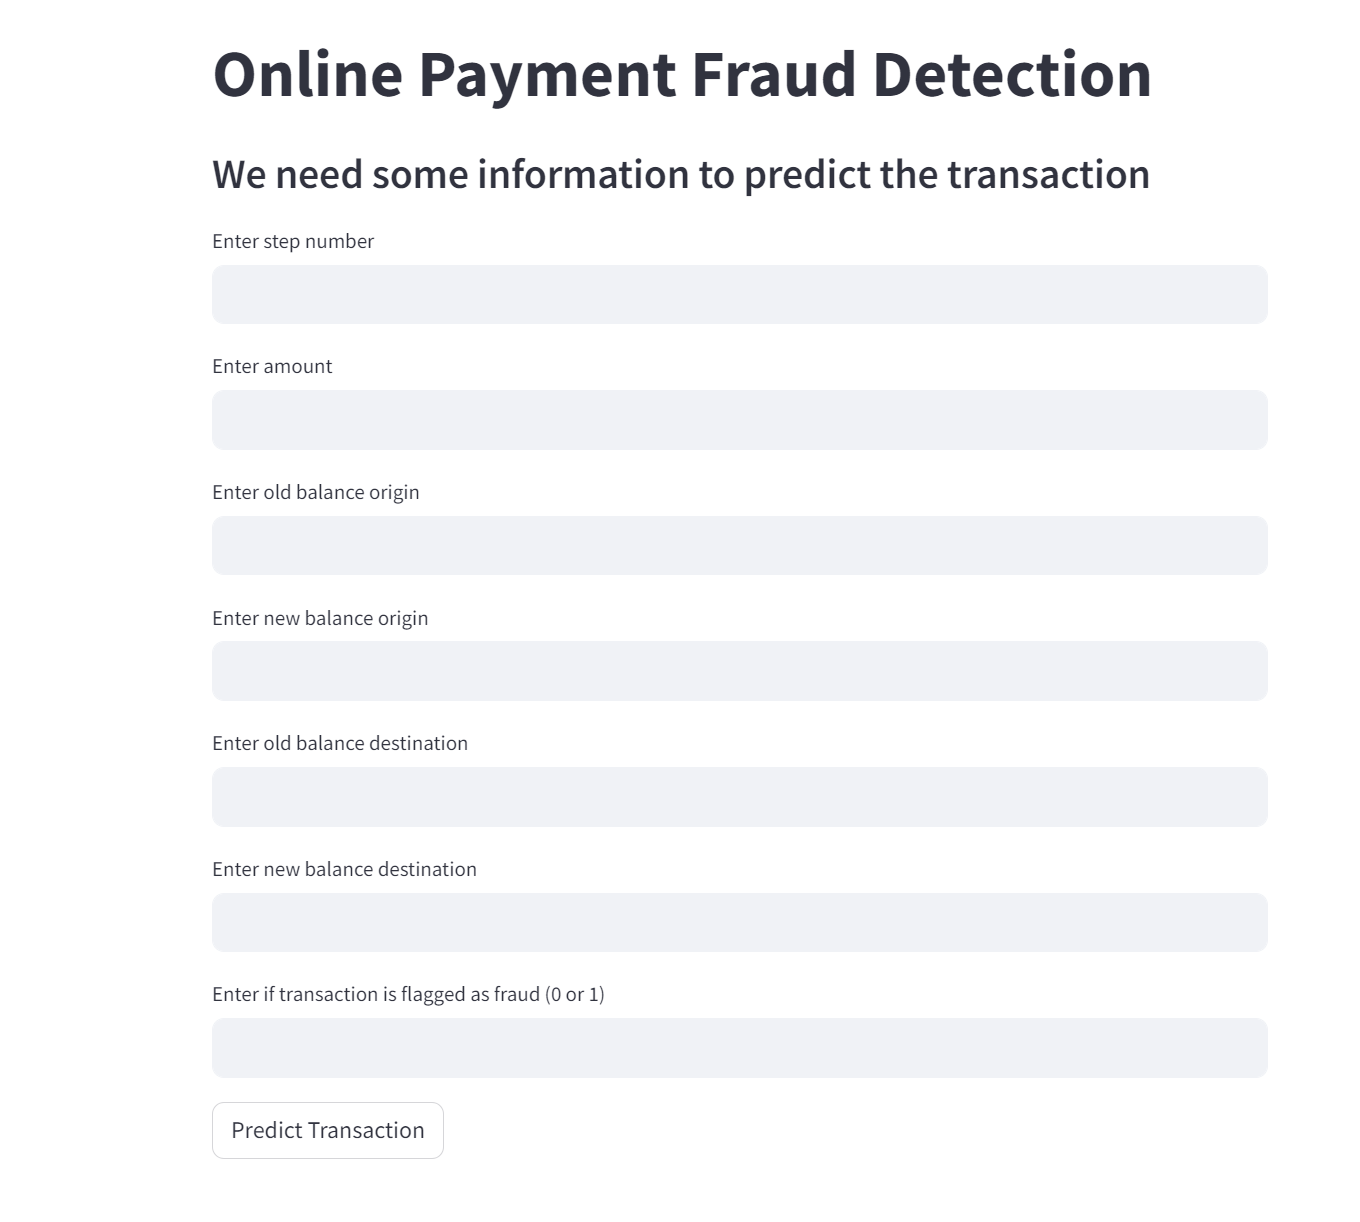 Online Payment Fraud Detection
We need some information to predict the transaction
Enter step number
Enter amount
Enter old balance origin
Enter new balance origin
Enter old balance destination
Enter new balance destination
Enter if transaction is flagged as fraud (0 or 1)
Predict Transaction